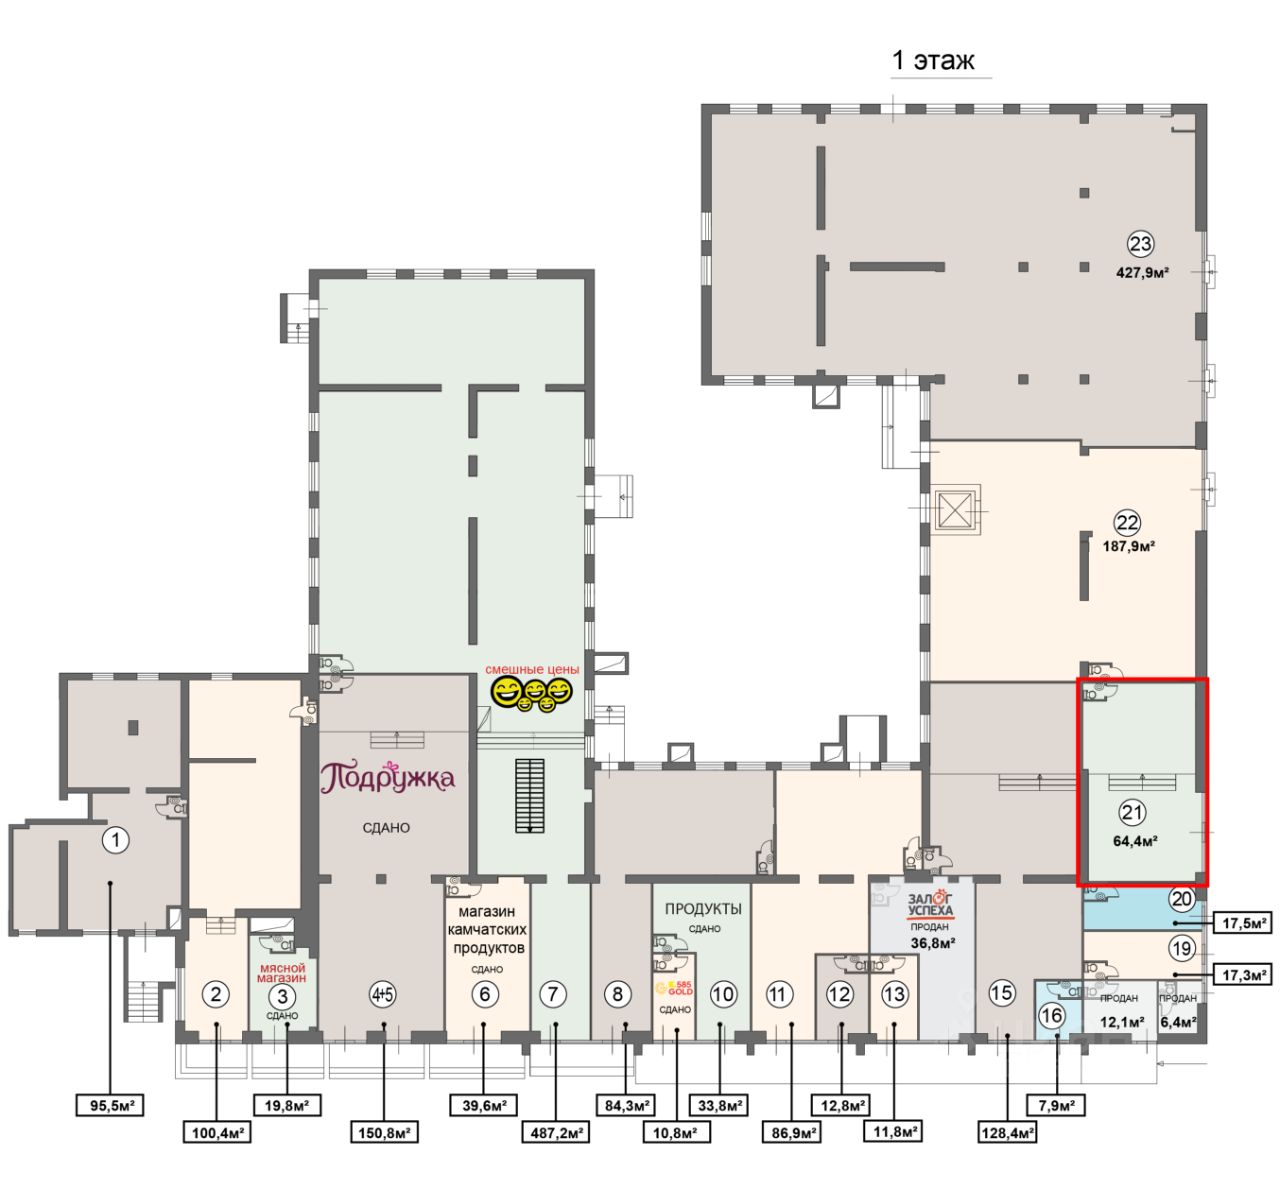 1 этаж
23
427,9м²
22
187,9м²
смешные цены
Подружка
СДАНО
21
64,4м²
1
магазин
камчатских
продуктов
СДАНО
6
ПРОДУКТЫ
СДАНО
ЗАЛОГ
УСПЕХА
ПРОДАН
36,8м²
20
17,5м²
19
17,3м²
мясной
магазин
3
СДАНО
2
4+5
7
8
585
GOLD
СДАНО
10
11
12
13
15
16
ПРОДАН
12,1м²
ПРОДАН
6,4м²
95,5м²
19,8м²
39,6м²
84,3м²
33,8м²
12,8м²
7,9м²
100,4м²
150,8м²
487,2м²
10,8м²
86,9м²
11,8м²
128,4м²